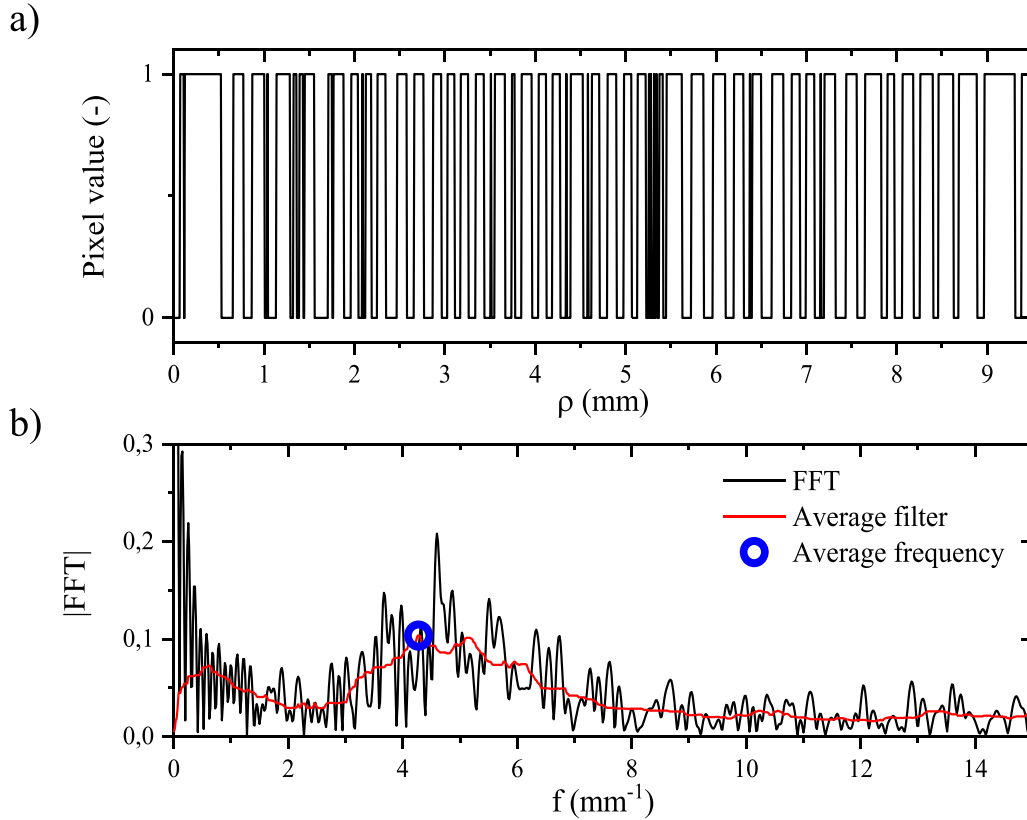 a)
Pixel value (-)
1
0
0 1 2 3 4 5 6 7 8 9
ρ (mm)
b)
|FFT|
0,3
0,2
0,1
0,0
FFT
Average filter
Average frequency
0 2 4 6 8 10 12 14
f (mm⁻¹)